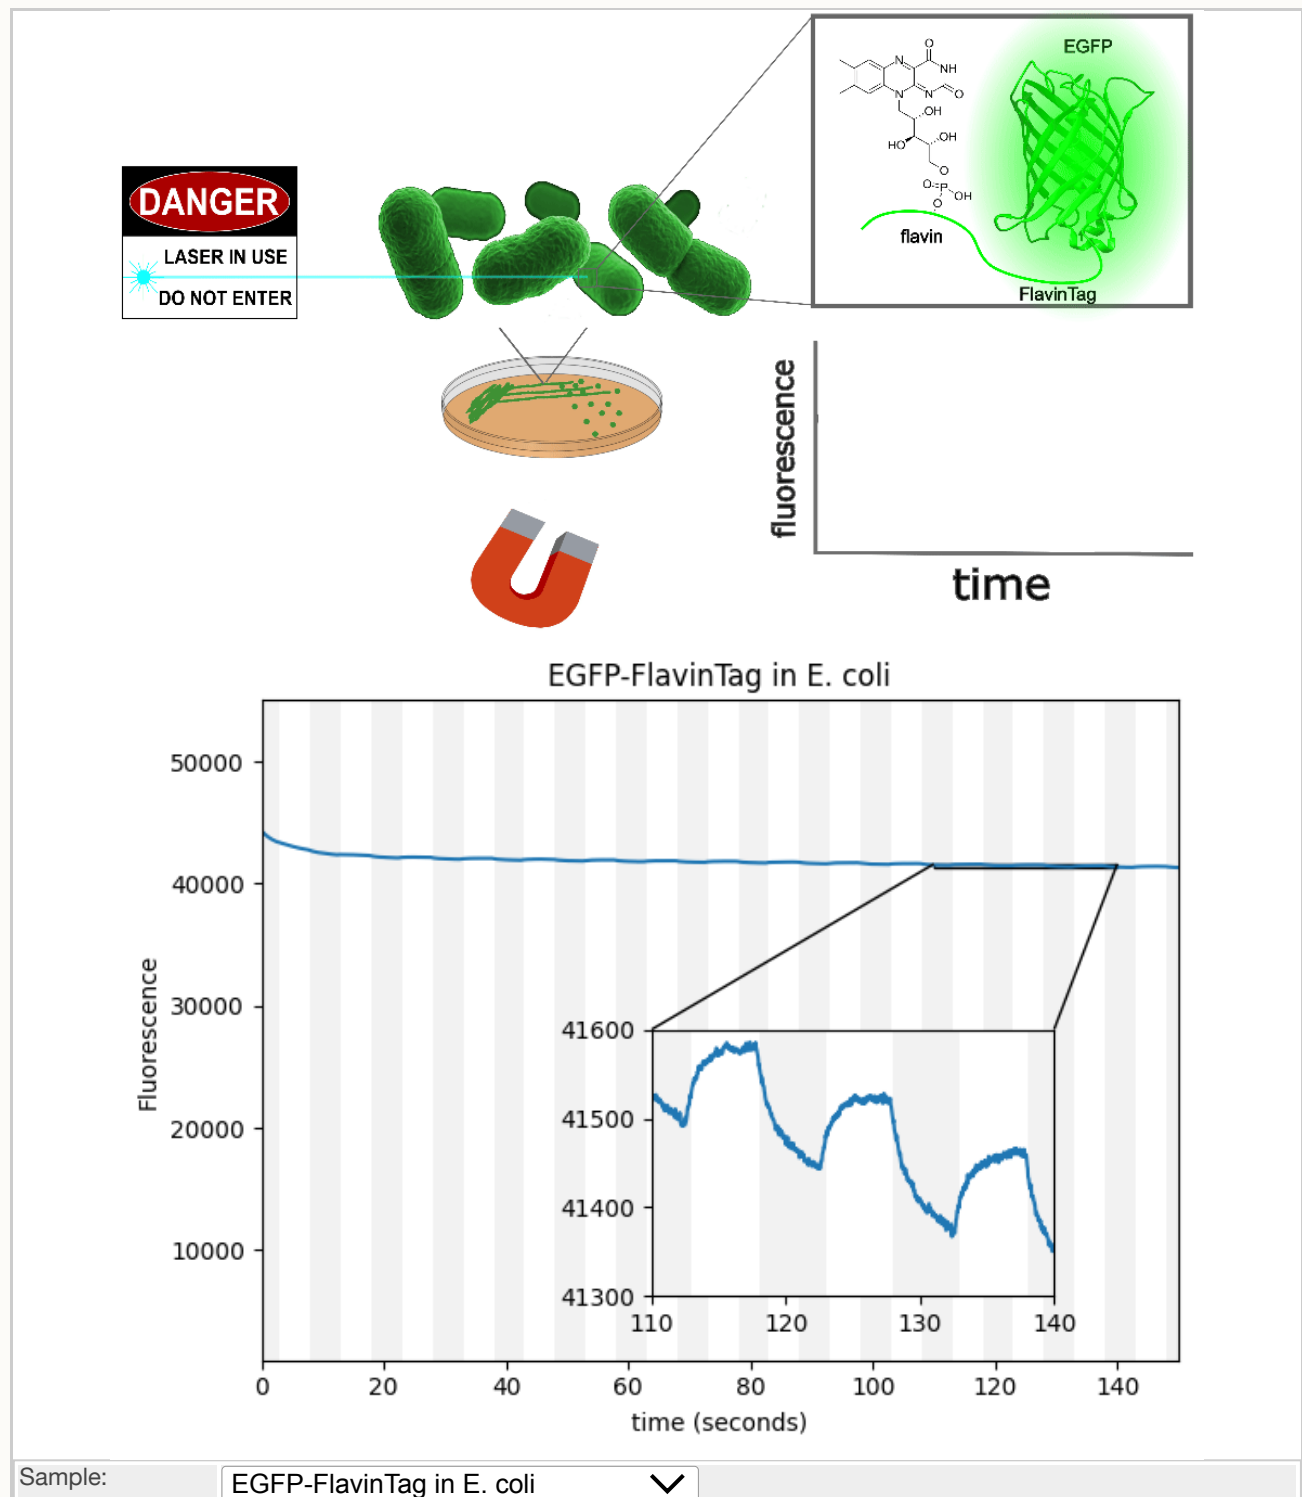 DANGER
LASER IN USE
DO NOT ENTER
EGFP
N
O
NH
N
N
O
OH
HO
OH
O
O
P
OH
O
flavin
FlavinTag
fluorescence
time
EGFP-FlavinTag in E. coli
50000
40000
30000
20000
10000
Fluorescence
41600
41500
41400
41300
110 120 130 140
0 20 40 60 80 100 120 140
time (seconds)
Sample:
EGFP-FlavinTag in E. coli